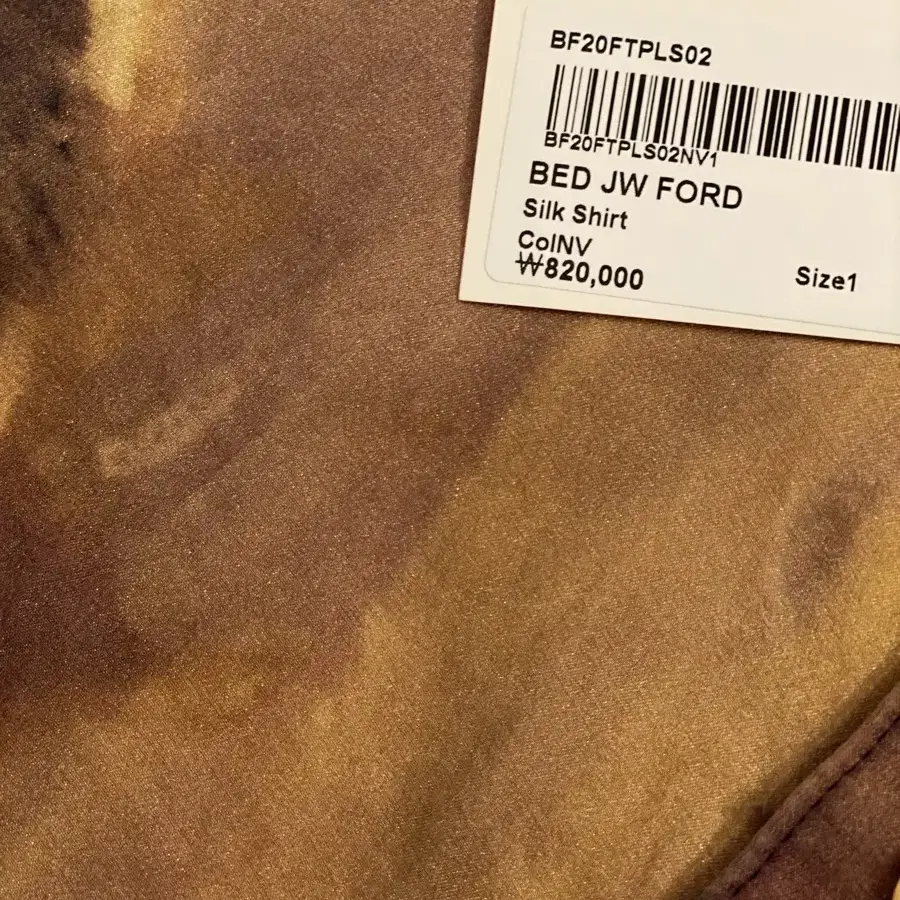 BF20FTPLS02
BF20FTPLS02NV1
BED JW FORD
Silk Shirt
ColNV
₩820,000 Size1